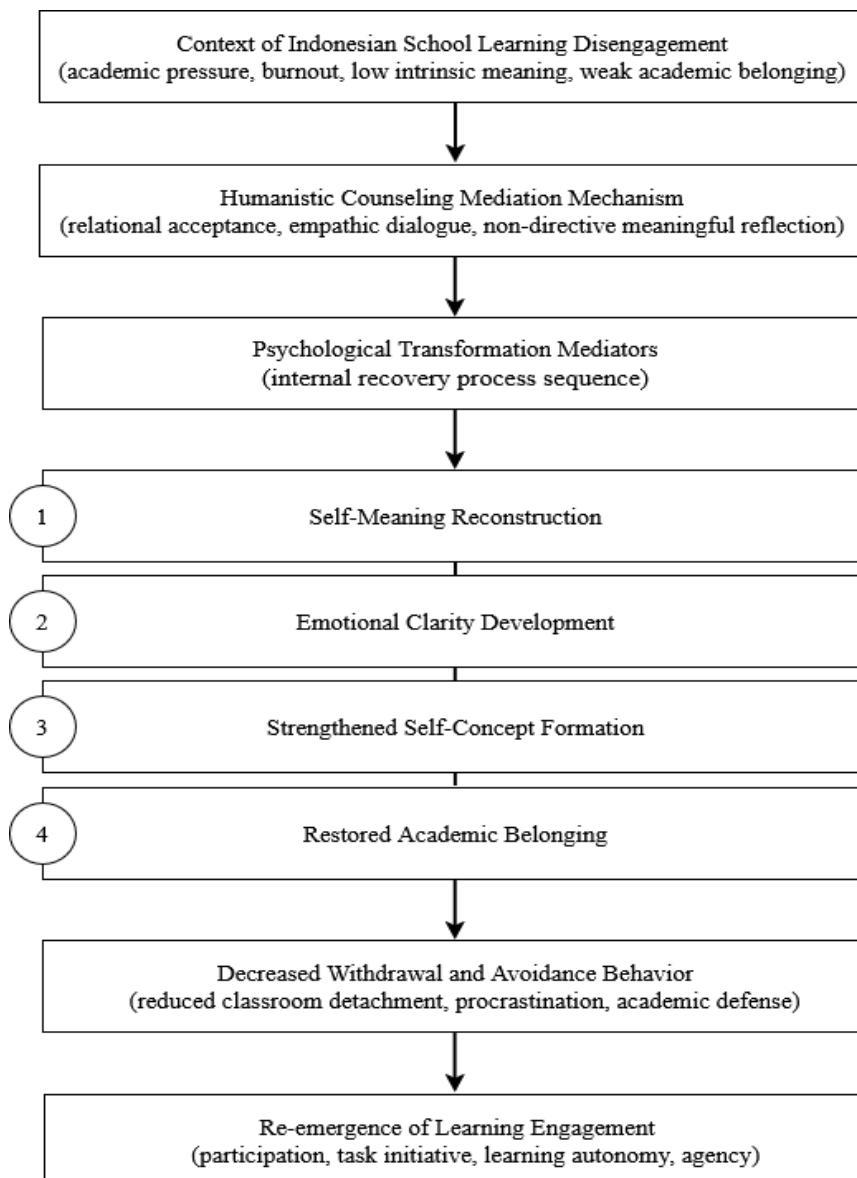 Context of Indonesian School Learning Disengagement
(academic pressure, burnout, low intrinsic meaning, weak academic belonging)
Humanistic Counseling Mediation Mechanism
(relational acceptance, empathic dialogue, non-directive meaningful reflection)
Psychological Transformation Mediators
(internal recovery process sequence)
1
Self-Meaning Reconstruction
2
Emotional Clarity Development
3
Strengthened Self-Concept Formation
4
Restored Academic Belonging
Decreased Withdrawal and Avoidance Behavior
(reduced classroom detachment, procrastination, academic defense)
Re-emergence of Learning Engagement
(participation, task initiative, learning autonomy, agency)